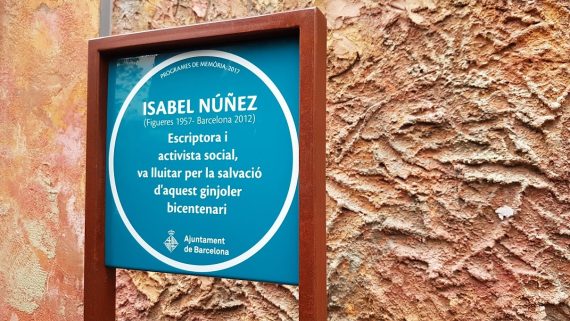 PROGRAMES DE MEMÒRIA, 2017
ISABEL NÚÑEZ
(Figueres 1957- Barcelona 2012)
Escriptora i
activista social,
va lluitar per la salvació
d'aquest ginjoler
bicentenari
Ajuntament
de Barcelona